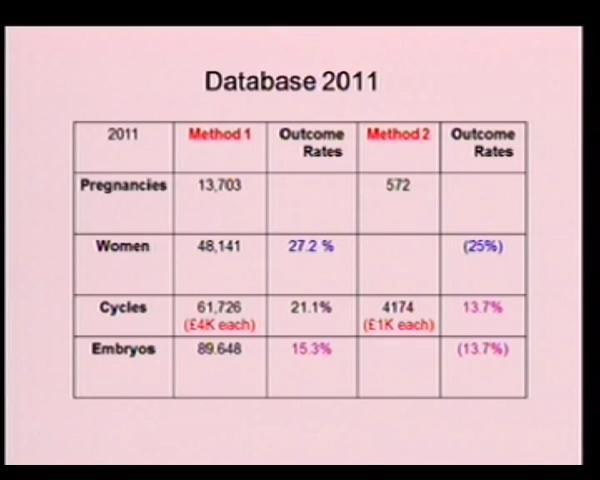 Database 2011
2011 Method 1 Outcome Rates Method 2 Outcome Rates
Pregnancies 13,703 572
Women 48,141 27.2 % (25%)
Cycles 61,726 21.1% 4174 13.7%
(£4K each) (£1K each)
Embryos 89.648 15.3% (13.7%)